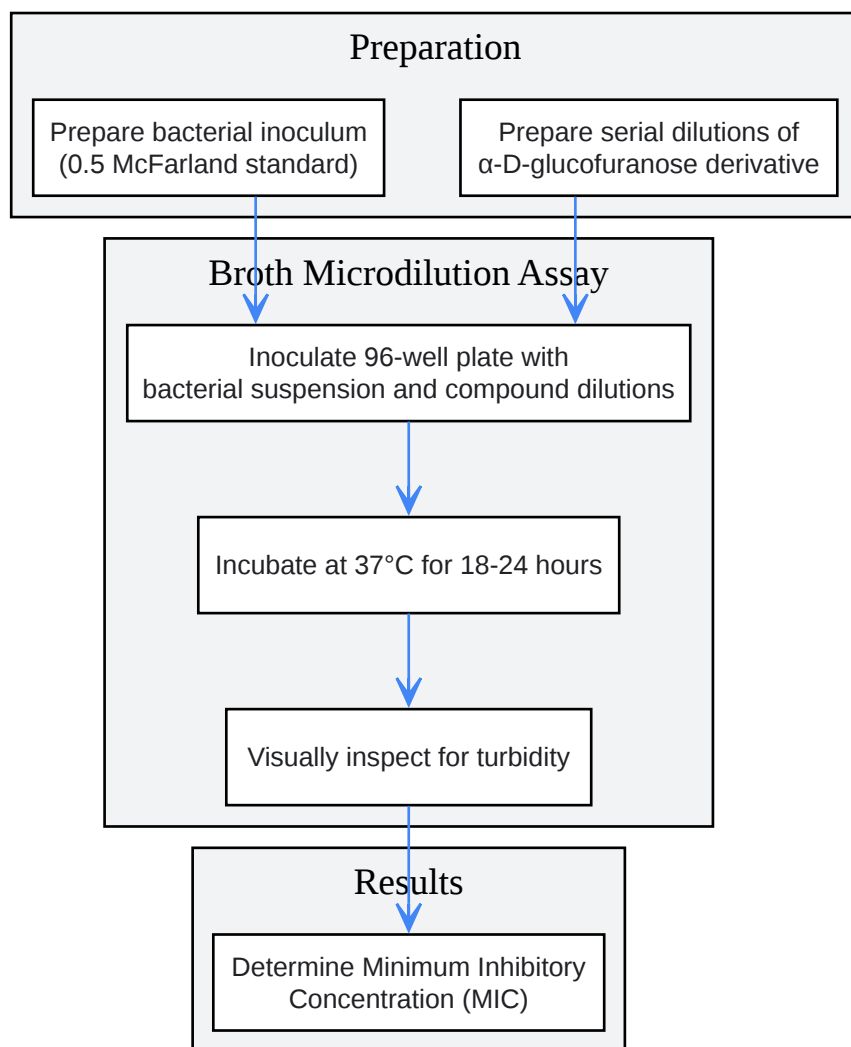 Preparation
Prepare bacterial inoculum
(0.5 McFarland standard)
Prepare serial dilutions of
α-D-glucofuranose derivative
Broth Microdilution Assay
Inoculate 96-well plate with
bacterial suspension and compound dilutions
Incubate at 37°C for 18-24 hours
Visually inspect for turbidity
Results
Determine Minimum Inhibitory
Concentration (MIC)